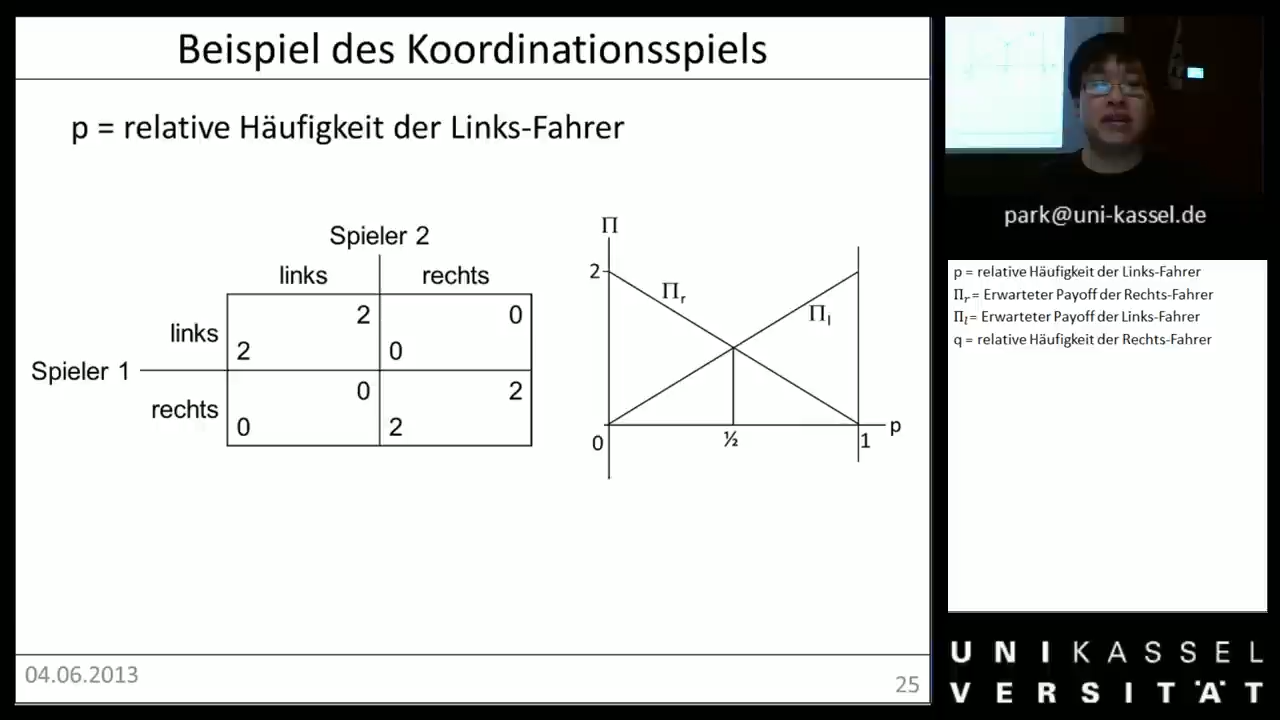 Beispiel des Koordinationsspiels
p = relative Häufigkeit der Links-Fahrer
Spieler 2
links rechts
links 2 0
2 0
Spieler 1
rechts 0 2
0 2
Π
2
Πr
Πl
0 ½ 1 p
04.06.2013
25
park@uni-kassel.de
p = relative Häufigkeit der Links-Fahrer
Πr = Erwarteter Payoff der Rechts-Fahrer
Πl = Erwarteter Payoff der Links-Fahrer
q = relative Häufigkeit der Rechts-Fahrer
UNIKASSEL
VERSITÄT